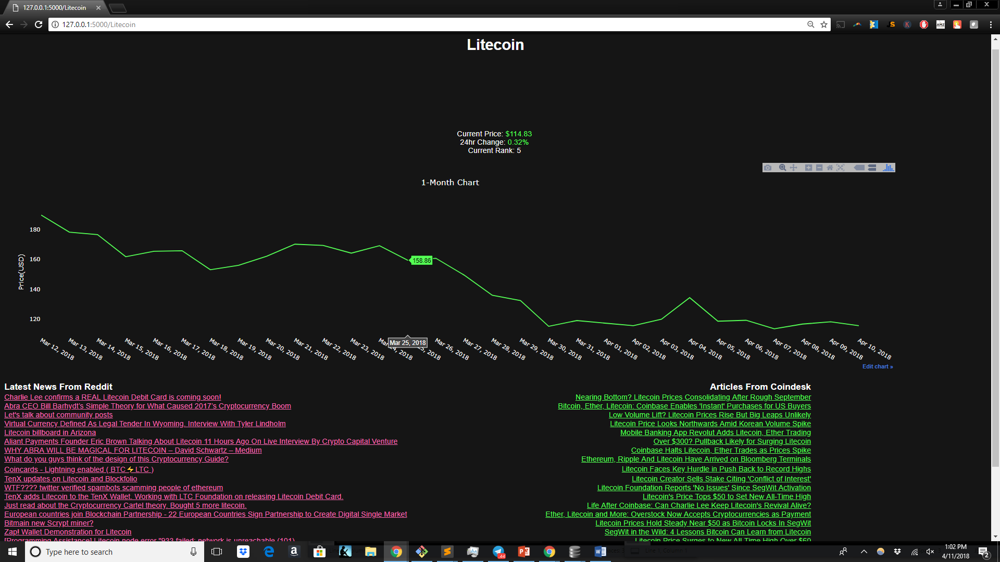 127.0.0.1:5000/Litecoin
127.0.0.1:5000/Litecoin
Litecoin
Current Price: $114.83
24hr Change: 0.32%
Current Rank: 5
1-Month Chart
Price(USD)
180
160
140
120
158.86
Mar 12, 2018
Mar 13, 2018
Mar 14, 2018
Mar 15, 2018
Mar 16, 2018
Mar 17, 2018
Mar 18, 2018
Mar 19, 2018
Mar 20, 2018
Mar 21, 2018
Mar 22, 2018
Mar 23, 2018
Mar 24, 2018
Mar 25, 2018
25, 2018
Mar 26, 2018
Mar 27, 2018
Mar 28, 2018
Mar 29, 2018
Mar 30, 2018
Mar 31, 2018
Apr 01, 2018
Apr 02, 2018
Apr 03, 2018
Apr 04, 2018
Apr 05, 2018
Apr 06, 2018
Apr 07, 2018
Apr 08, 2018
Apr 09, 2018
Apr 10, 2018
Edit chart »
Latest News From Reddit
Charlie Lee confirms a REAL Litecoin Debit Card is coming soon!
Abra CEO Bill Barhydt's Simple Theory for What Caused 2017's Cryptocurrency Boom
Let's talk about community posts
Virtual Currency Defined As Legal Tender In Wyoming. Interview With Tyler Lindholm
Litecoin billboard in Arizona
Aliant Payments Founder Eric Brown Talking About Litecoin 11 Hours Ago On Live Interview By Crypto Capital Venture
WHY ABRA WILL BE MAGICAL FOR LITECOIN – David Schwartz – Medium
What do you guys think of the design of this Cryptocurrency Guide?
Coincards - Lightning enabled ( BTC⚡LTC )
TenX updates on Litecoin and Blockfolio
WTF???? twitter verified spambots scamming people of ethereum
TenX adds Litecoin to the TenX Wallet. Working with LTC Foundation on releasing Litecoin Debit Card.
Just read about the Cryptocurrency Cartel theory. Bought 5 more litecoin.
European countries join Blockchain Partnership - 22 European Countries Sign Partnership to Create Digital Single Market
Bitmain new Scrypt miner?
Zap! Wallet Demonstration for Litecoin
[Programming Assistance] Litecoin node error "933 failed: network is unreachable (101)
Articles From Coindesk
Nearing Bottom? Litecoin Prices Consolidating After Rough September
Bitcoin, Ether, Litecoin: Coinbase Enables 'Instant' Purchases for US Buyers
Low Volume Lift? Litecoin Prices Rise But Big Leaps Unlikely
Litecoin Price Looks Northwards Amid Korean Volume Spike
Mobile Banking App Revolut Adds Litecoin, Ether Trading
Over $300? Pullback Likely for Surging Litecoin
Coinbase Halts Litecoin, Ether Trades as Prices Spike
Ethereum, Ripple And Litecoin Have Arrived on Bloomberg Terminals
Litecoin Faces Key Hurdle in Push Back to Record Highs
Litecoin Creator Sells Stake Citing 'Conflict of Interest'
Litecoin Foundation Reports 'No Issues' Since SegWit Activation
Litecoin's Price Tops $50 to Set New All-Time High
Life After Coinbase: Can Charlie Lee Keep Litecoin's Revival Alive?
Ether, Litecoin and More: Overstock Now Accepts Cryptocurrencies as Payment
Litecoin Prices Hold Steady Near $50 as Bitcoin Locks In SegWit
SegWit in the Wild: 4 Lessons Bitcoin Can Learn from Litecoin
Litecoin Price Surges to New All Time High Over $60
Type here to search
44
1:02 PM
4/11/2018
2